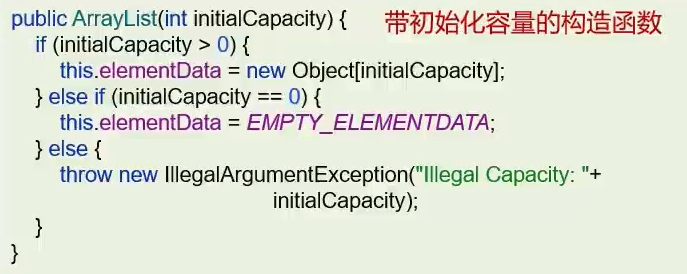 public ArrayList(int initialCapacity) {
带初始化容量的构造函数
if (initialCapacity > 0) {
this.elementData = new Object[initialCapacity];
} else if (initialCapacity == 0) {
this.elementData = EMPTY_ELEMENTDATA;
} else {
throw new IllegalArgumentException("Illegal Capacity: "+
initialCapacity);
}
}